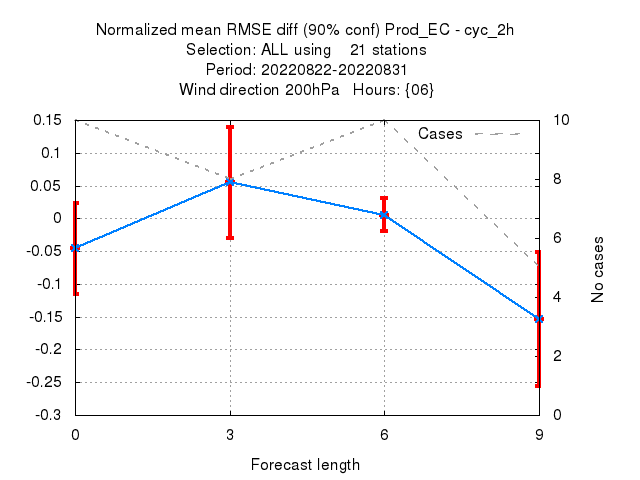 Normalized mean RMSE diff (90% conf) Prod_EC - cyc_2h
Selection: ALL using 21 stations
Period: 20220822-20220831
Wind direction 200hPa Hours: {06}
Cases
0.15
0.1
0.05
0
-0.05
-0.1
-0.15
-0.2
-0.25
-0.3
10
8
6
4
2
0
No cases
0 3 6 9
Forecast length